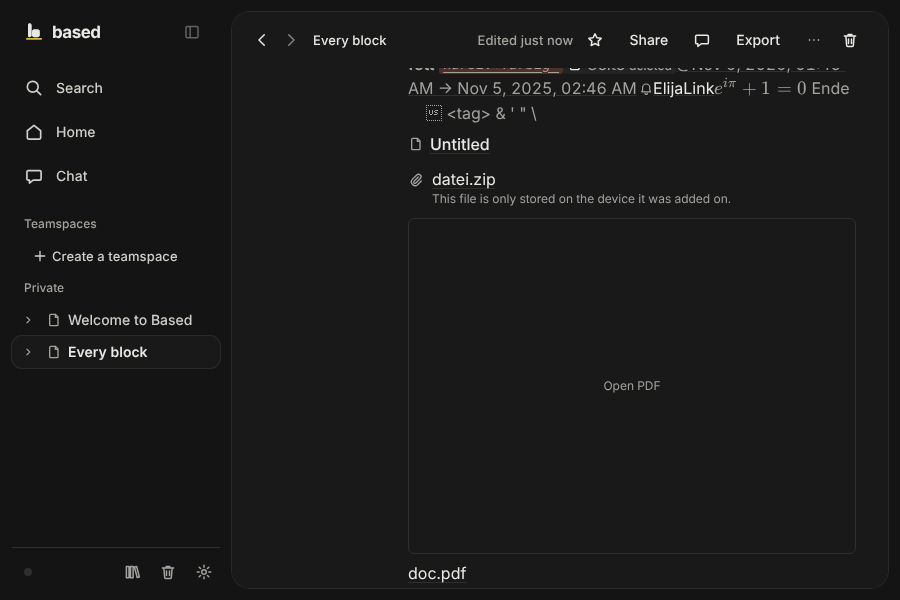 based
Search
Home
Chat
Teamspaces
Create a teamspace
Private
Welcome to Based
Every block
Every block
Edited just now
Share
Export
AM → Nov 5, 2025, 02:46 AM ElijaLink e^{iπ} + 1 = 0 Ende
US <tag> & ' " \
Untitled
datei.zip
This file is only stored on the device it was added on.
Open PDF
doc.pdf